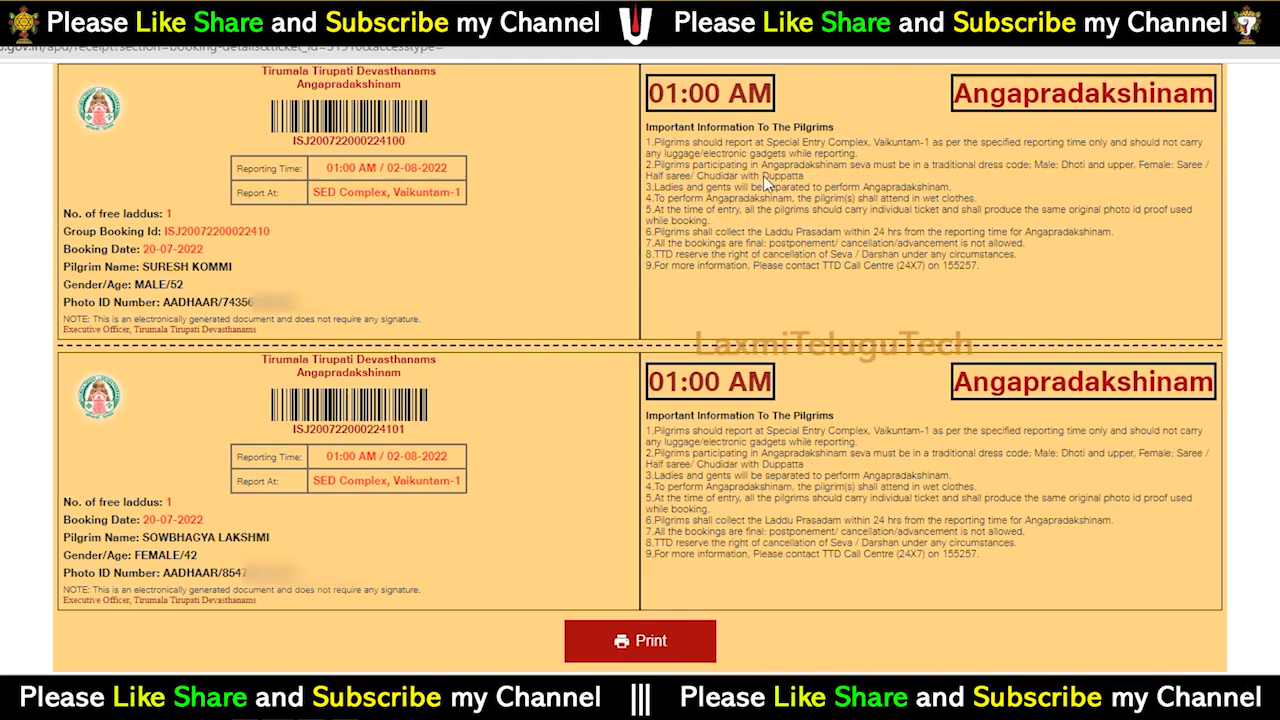 Please Like Share and Subscribe my Channel
Please Like Share and Subscribe my Channel
Tirumala Tirupati Devasthanams
Angapradakshinam
ISJ200722000224100
Reporting Time: 01:00 AM / 02-08-2022
Report At: SED Complex, Vaikuntam-1
No. of free laddus: 1
Group Booking Id: ISJ20072200022410
Booking Date: 20-07-2022
Pilgrim Name: SURESH KOMMI
Gender/Age: MALE/52
Photo ID Number: AADHAAR/74356
NOTE: This is an electronically generated document and does not require any signature.
Executive Officer, Tirumala Tirupati Devasthanams
01:00 AM
Angapradakshinam
Important Information To The Pilgrims
1.Pilgrims should report at Special Entry Complex, Vaikuntam-1 as per the specified reporting time only and should not carry
any luggage/electronic gadgets while reporting.
2.Pilgrims participating in Angapradakshinam seva must be in a traditional dress code; Male: Dhoti and upper, Female: Saree /
Half saree/ Chudidar with Duppatta
3.Ladies and gents will be separated to perform Angapradakshinam.
4.To perform Angapradakshinam, the pilgrim(s) shall attend in wet clothes.
5.At the time of entry, all the pilgrims should carry individual ticket and shall produce the same original photo id proof used
while booking.
6.Pilgrims shall collect the Laddu Prasadam within 24 hrs from the reporting time for Angapradakshinam.
7.All the bookings are final: postponement/ cancellation/advancement is not allowed.
8.TTD reserve the right of cancellation of Seva / Darshan under any circumstances.
9.For more information, Please contact TTD Call Centre (24X7) on 155257.
LaxmiTeluguTech
Tirumala Tirupati Devasthanams
Angapradakshinam
ISJ200722000224101
Reporting Time: 01:00 AM / 02-08-2022
Report At: SED Complex, Vaikuntam-1
No. of free laddus: 1
Booking Date: 20-07-2022
Pilgrim Name: SOWBHAGYA LAKSHMI
Gender/Age: FEMALE/42
Photo ID Number: AADHAAR/8547
NOTE: This is an electronically generated document and does not require any signature.
Executive Officer, Tirumala Tirupati Devasthanams
01:00 AM
Angapradakshinam
Important Information To The Pilgrims
1.Pilgrims should report at Special Entry Complex, Vaikuntam-1 as per the specified reporting time only and should not carry
any luggage/electronic gadgets while reporting.
2.Pilgrims participating in Angapradakshinam seva must be in a traditional dress code; Male: Dhoti and upper, Female: Saree /
Half saree/ Chudidar with Duppatta
3.Ladies and gents will be separated to perform Angapradakshinam.
4.To perform Angapradakshinam, the pilgrim(s) shall attend in wet clothes.
5.At the time of entry, all the pilgrims should carry individual ticket and shall produce the same original photo id proof used
while booking.
6.Pilgrims shall collect the Laddu Prasadam within 24 hrs from the reporting time for Angapradakshinam.
7.All the bookings are final: postponement/ cancellation/advancement is not allowed.
8.TTD reserve the right of cancellation of Seva / Darshan under any circumstances.
9.For more information, Please contact TTD Call Centre (24X7) on 155257.
Print
Please Like Share and Subscribe my Channel ||| Please Like Share and Subscribe my Channel